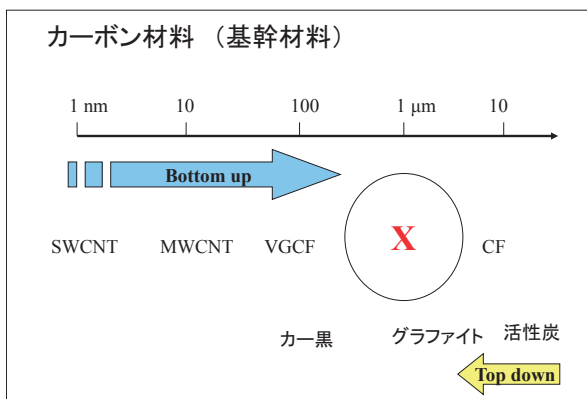 カーボン材料 （基幹材料）
1 nm 10 100 1 μm 10
Bottom up
X
SWCNT MWCNT VGCF CF
カー黒 グラファイト 活性炭
Top down